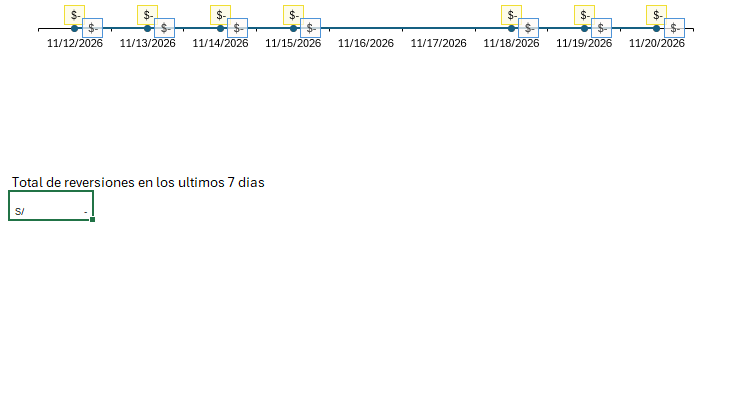 $- $- $- $- $- $- $-
$- $- $- $- $- $- $-
11/12/2026 11/13/2026 11/14/2026 11/15/2026 11/16/2026 11/17/2026 11/18/2026 11/19/2026 11/20/2026
Total de reversiones en los ultimos 7 dias
S/ -